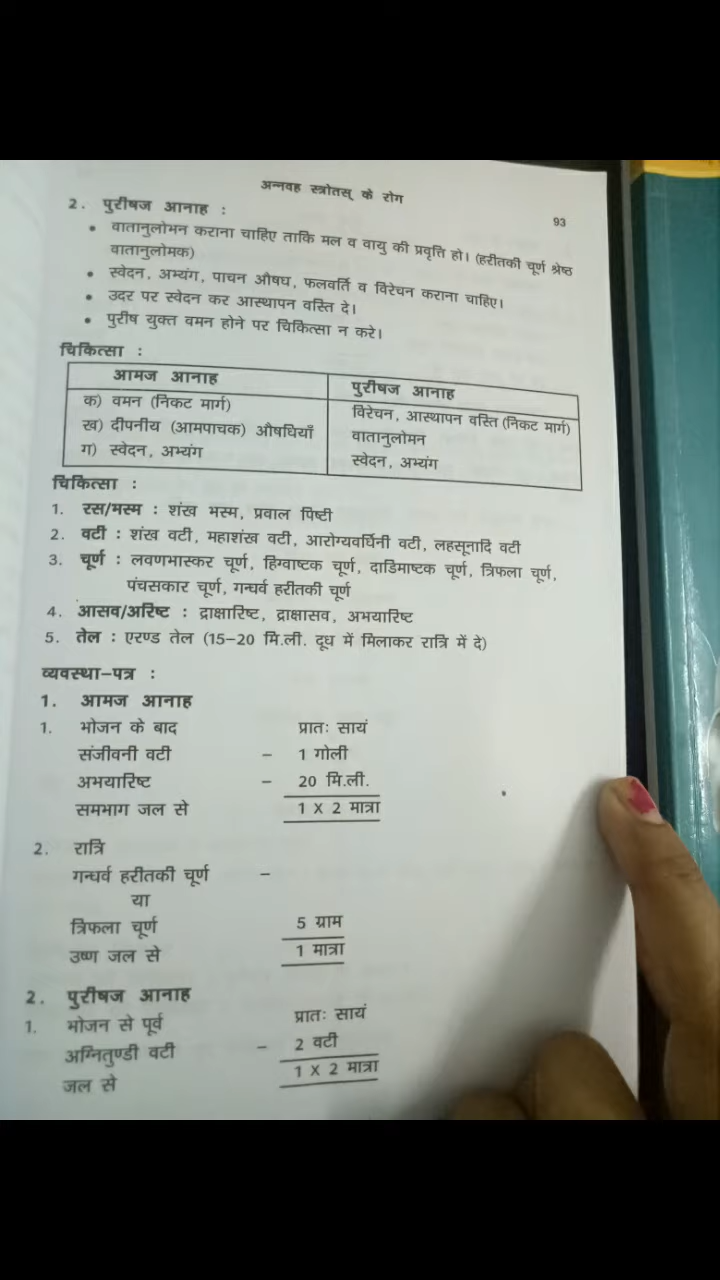 अन्नवह स्त्रोतस् के रोग
93
2. पुरीषज आनाह :
• वातानुलोभन कराना चाहिए ताकि मल व वायु की प्रवृति हो। (हरीतकी चूर्ण श्रेष्ठ
वातानुलोमक)
• स्वेदन, अभ्यंग, पाचन औषध, फलवर्ति व विरेचन कराना चाहिए।
• उदर पर स्वेदन कर आस्थापन वस्ति दे।
• पुरीष युक्त वमन होने पर चिकित्सा न करे।
चिकित्सा :
आमज आनाह पुरीषज आनाह
क) वमन (निकट मार्ग) विरेचन, आस्थापन वस्ति (निकट मार्ग)
ख) दीपनीय (आमपाचक) औषधियाँ वातानुलोमन
ग) स्वेदन, अभ्यंग स्वेदन, अभ्यंग
चिकित्सा :
1. रस/भस्म : शंख भस्म, प्रवाल पिष्टी
2. वटी : शंख वटी, महाशंख वटी, आरोग्यवर्धिनी वटी, लहसूनादि वटी
3. चूर्ण : लवणभास्कर चूर्ण, हिग्वाष्टक चूर्ण, दाडिमाष्टक चूर्ण, त्रिफला चूर्ण,
पंचसकार चूर्ण, गन्धर्व हरीतकी चूर्ण
4. आसव/अरिष्ट : द्राक्षारिष्ट, द्राक्षासव, अभयारिष्ट
5. तेल : एरण्ड तेल (15–20 मि.ली. दूध में मिलाकर रात्रि में दे)
व्यवस्था–पत्र :
1. आमज आनाह
1. भोजन के बाद प्रातः सायं
संजीवनी वटी – 1 गोली
अभयारिष्ट – 20 मि.ली.
समभाग जल से 1 X 2 मात्रा
2. रात्रि
गन्धर्व हरीतकी चूर्ण –
या
त्रिफला चूर्ण 5 ग्राम
उष्ण जल से 1 मात्रा
2. पुरीषज आनाह
1. भोजन से पूर्व प्रातः सायं
अग्नितुण्डी वटी – 2 वटी
जल से 1 X 2 मात्रा